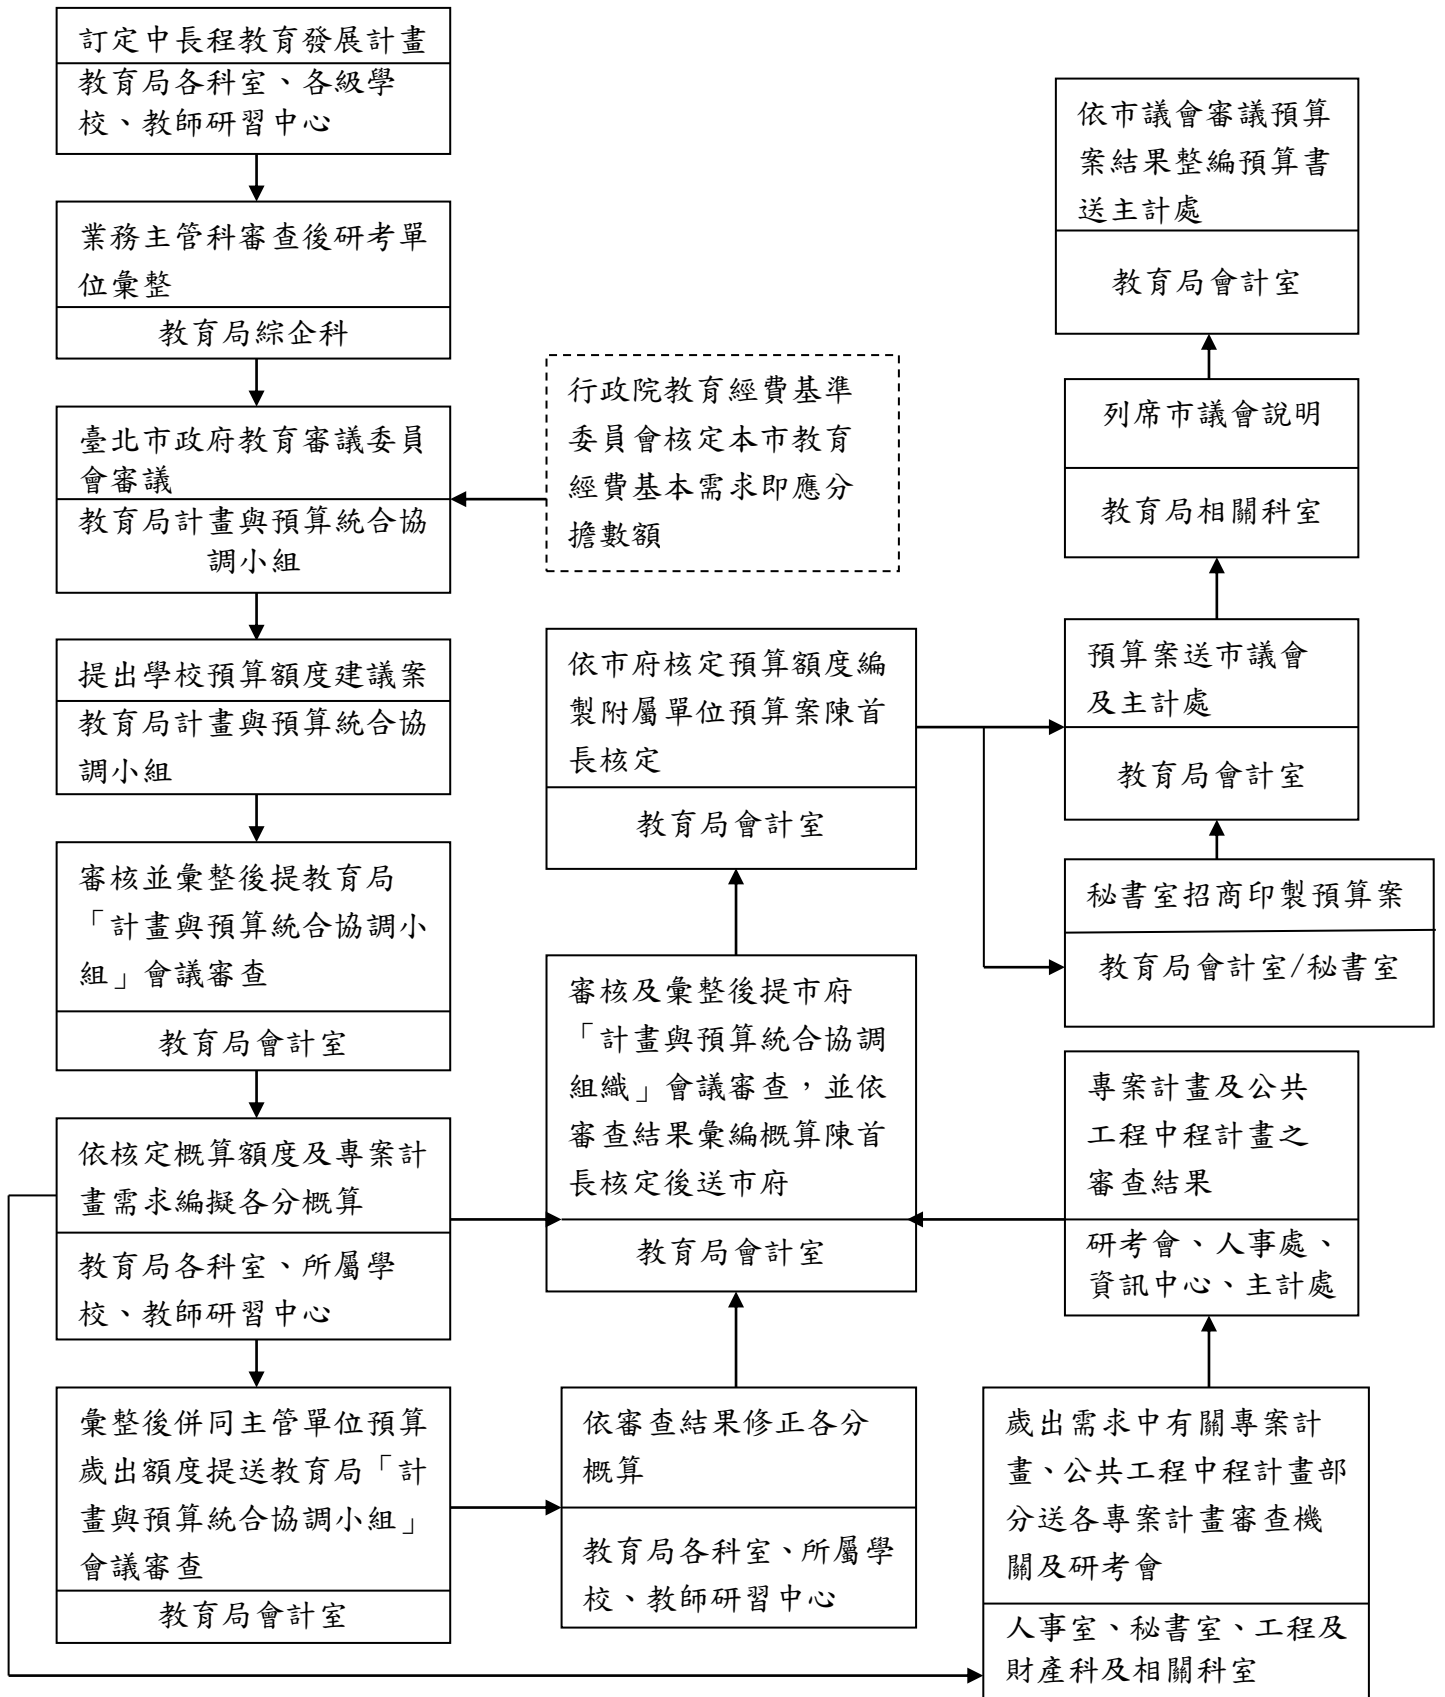 訂定中長程教育發展計畫
教育局各科室、各級學
校、教師研習中心
業務主管科審查後研考單
位彙整
教育局綜企科
臺北市政府教育審議委員
會審議
教育局計畫與預算統合協
調小組
行政院教育經費基準
委員會核定本市教育
經費基本需求即應分
擔數額
提出學校預算額度建議案
教育局計畫與預算統合協
調小組
審核並彙整後提教育局
「計畫與預算統合協調小
組」會議審查
教育局會計室
依核定概算額度及專案計
畫需求編擬各分概算
教育局各科室、所屬學
校、教師研習中心
彙整後併同主管單位預算
歲出額度提送教育局「計
畫與預算統合協調小組」
會議審查
教育局會計室
依審查結果修正各分
概算
教育局各科室、所屬學
校、教師研習中心
審核及彙整後提市府
「計畫與預算統合協調
組織」會議審查，並依
審查結果彙編概算陳首
長核定後送市府
教育局會計室
依市府核定預算額度編
製附屬單位預算案陳首
長核定
教育局會計室
依市議會審議預算
案結果整編預算書
送主計處
教育局會計室
列席市議會說明
教育局相關科室
預算案送市議會
及主計處
教育局會計室
秘書室招商印製預算案
教育局會計室/秘書室
專案計畫及公共
工程中程計畫之
審查結果
研考會、人事處、
資訊中心、主計處
歲出需求中有關專案計
畫、公共工程中程計畫部
分送各專案計畫審查機
關及研考會
人事室、秘書室、工程及
財產科及相關科室